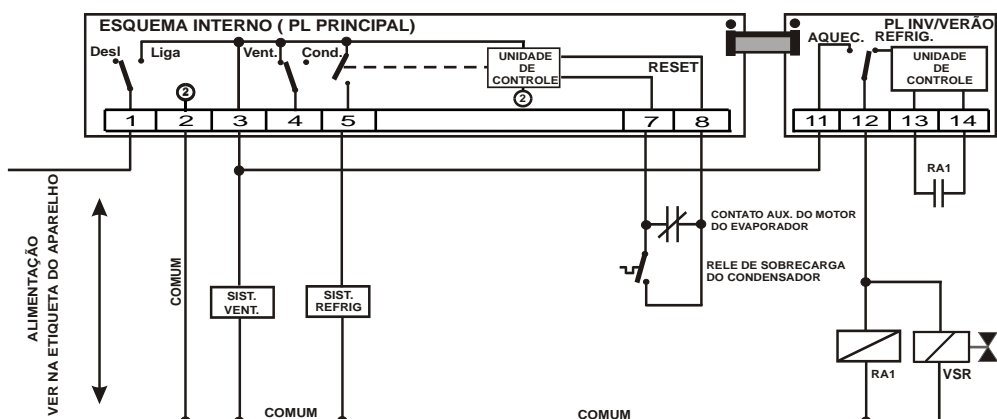 ESQUEMA INTERNO ( PL PRINCIPAL)
PL INV/VERÃO
Desl
Liga
Vent.
Cond.
UNIDADE
DE
CONTROLE
RESET
AQUEC.
REFRIG.
UNIDADE
DE
CONTROLE
2
2
1
2
3
4
5
7
8
11
12
13
14
RA1
ALIMENTAÇÃO
VER NA ETIQUETA DO APARELHO
COMUM
CONTATO AUX. DO MOTOR
DO EVAPORADOR
RELE DE SOBRECARGA
DO CONDENSADOR
SIST.
VENT.
SIST.
REFRIG
RA1
VSR
COMUM
COMUM